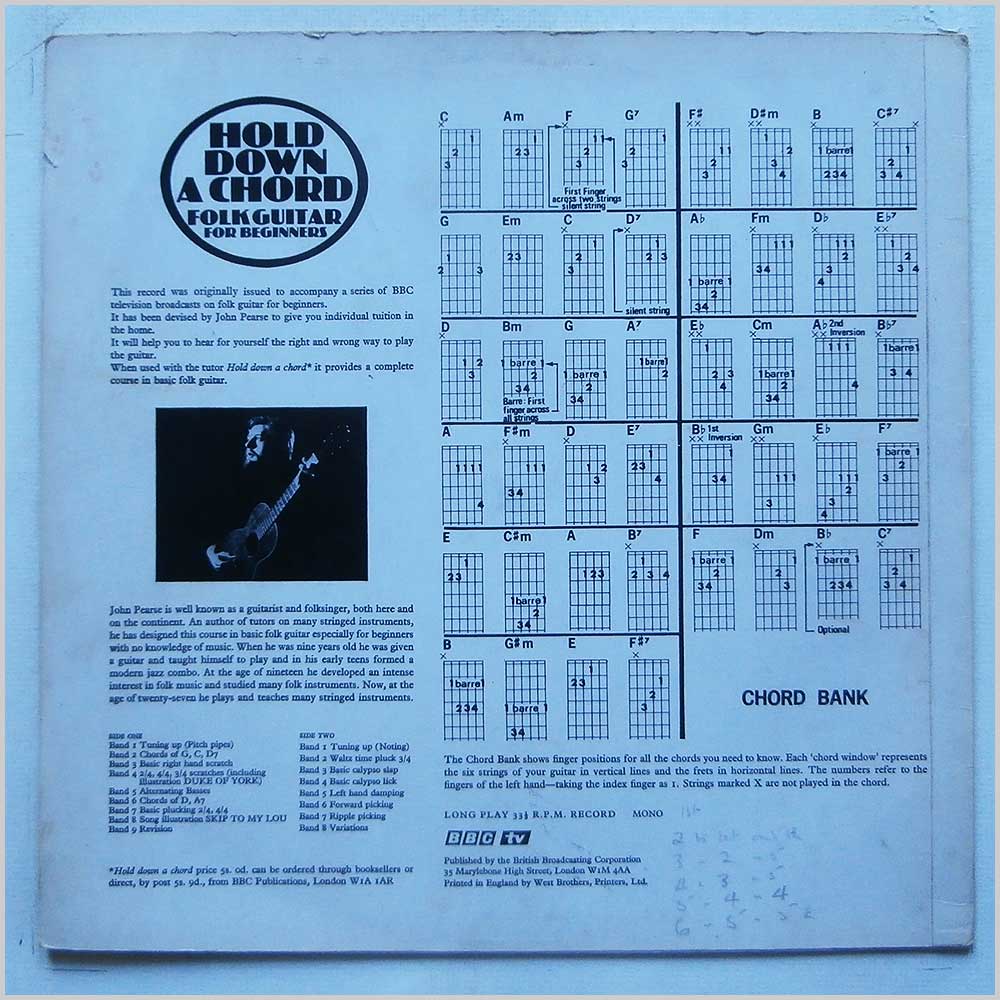 HOLD
DOWN
A CHORD
FOLK GUITAR
FOR BEGINNERS
This record was originally issued to accompany a series of BBC
television broadcasts on folk guitar for beginners.
It has been devised by John Pearse to give you individual tuition in
the home.
It will help you to hear for yourself the right and wrong way to play
the guitar.
When used with the tutor Hold down a chord* it provides a complete
course in basic folk guitar.
John Pearse is well known as a guitarist and folksinger, both here and
on the continent. An author of tutors on many stringed instruments,
he has designed this course in basic folk guitar especially for beginners
with no knowledge of music. When he was nine years old he was given
a guitar and taught himself to play and in his early teens formed a
modern jazz combo. At the age of nineteen he developed an intense
interest in folk music and studied many folk instruments. Now, at the
age of twenty-seven he plays and teaches many stringed instruments.
SIDE ONE
Band 1 Tuning up (Pitch pipes)
Band 2 Chords of G, C, D7
Band 3 Basic right hand scratch
Band 4 2/4, 4/4, 3/4 scratches (including
Illustration DUKE OF YORK)
Band 5 Alternating Basses
Band 6 Chords of D, A7
Band 7 Basic plucking 2/4, 4/4
Band 8 Song illustration SKIP TO MY LOU
Band 9 Revision
SIDE TWO
Band 1 Tuning up (Noting)
Band 2 Waltz time pluck 3/4
Band 3 Basic calypso slap
Band 4 Basic calypso lick
Band 5 Left hand damping
Band 6 Forward picking
Band 7 Ripple picking
Band 8 Variations
*Hold down a chord price 5s. 0d. can be ordered through booksellers or
direct, by post 5s. 9d., from BBC Publications, London W1A 1AR
C Am F G7 F# D#m B C#7
First Finger
across two strings
silent string
1 barre1
G Em C D7 A♭ Fm D♭ E♭7
silent string
1 barre 1
D Bm G A7 E♭ Cm A♭ 2nd Inversion B♭7
1 barre 1
Barre: First
finger across
all strings
A F#m D E7 B♭ 1st Inversion Gm E♭ F7
1 barre 1
E C#m A B7 F Dm B♭ C7
1barre1
1 barre 1
Optional
B G#m E F#7
1barre1
1 barre 1
CHORD BANK
The Chord Bank shows finger positions for all the chords you need to know. Each 'chord window' represents
the six strings of your guitar in vertical lines and the frets in horizontal lines. The numbers refer to the
fingers of the left hand—taking the index finger as 1. Strings marked X are not played in the chord.
LONG PLAY 33⅓ R.P.M. RECORD MONO
BBC tv
Published by the British Broadcasting Corporation
35 Marylebone High Street, London W1M 4AA
Printed in England by West Brothers, Printers, Ltd.